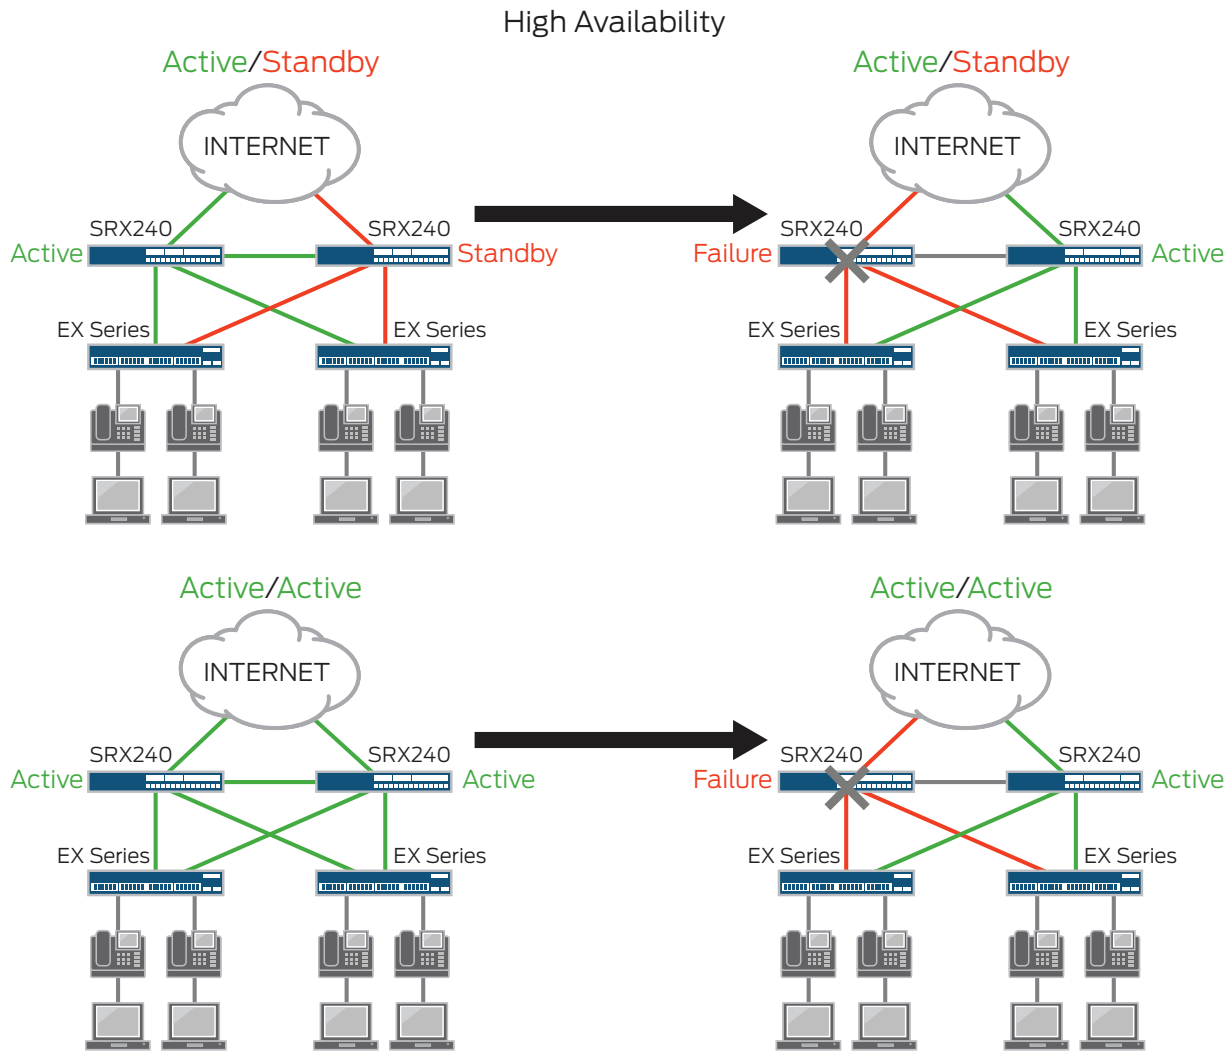 High Availability
Active/Standby
INTERNET
SRX240
SRX240
Active
Standby
EX Series
EX Series
Active/Standby
INTERNET
SRX240
SRX240
Failure
Active
EX Series
EX Series
Active/Active
INTERNET
SRX240
SRX240
Active
Active
EX Series
EX Series
Active/Active
INTERNET
SRX240
SRX240
Failure
Active
EX Series
EX Series